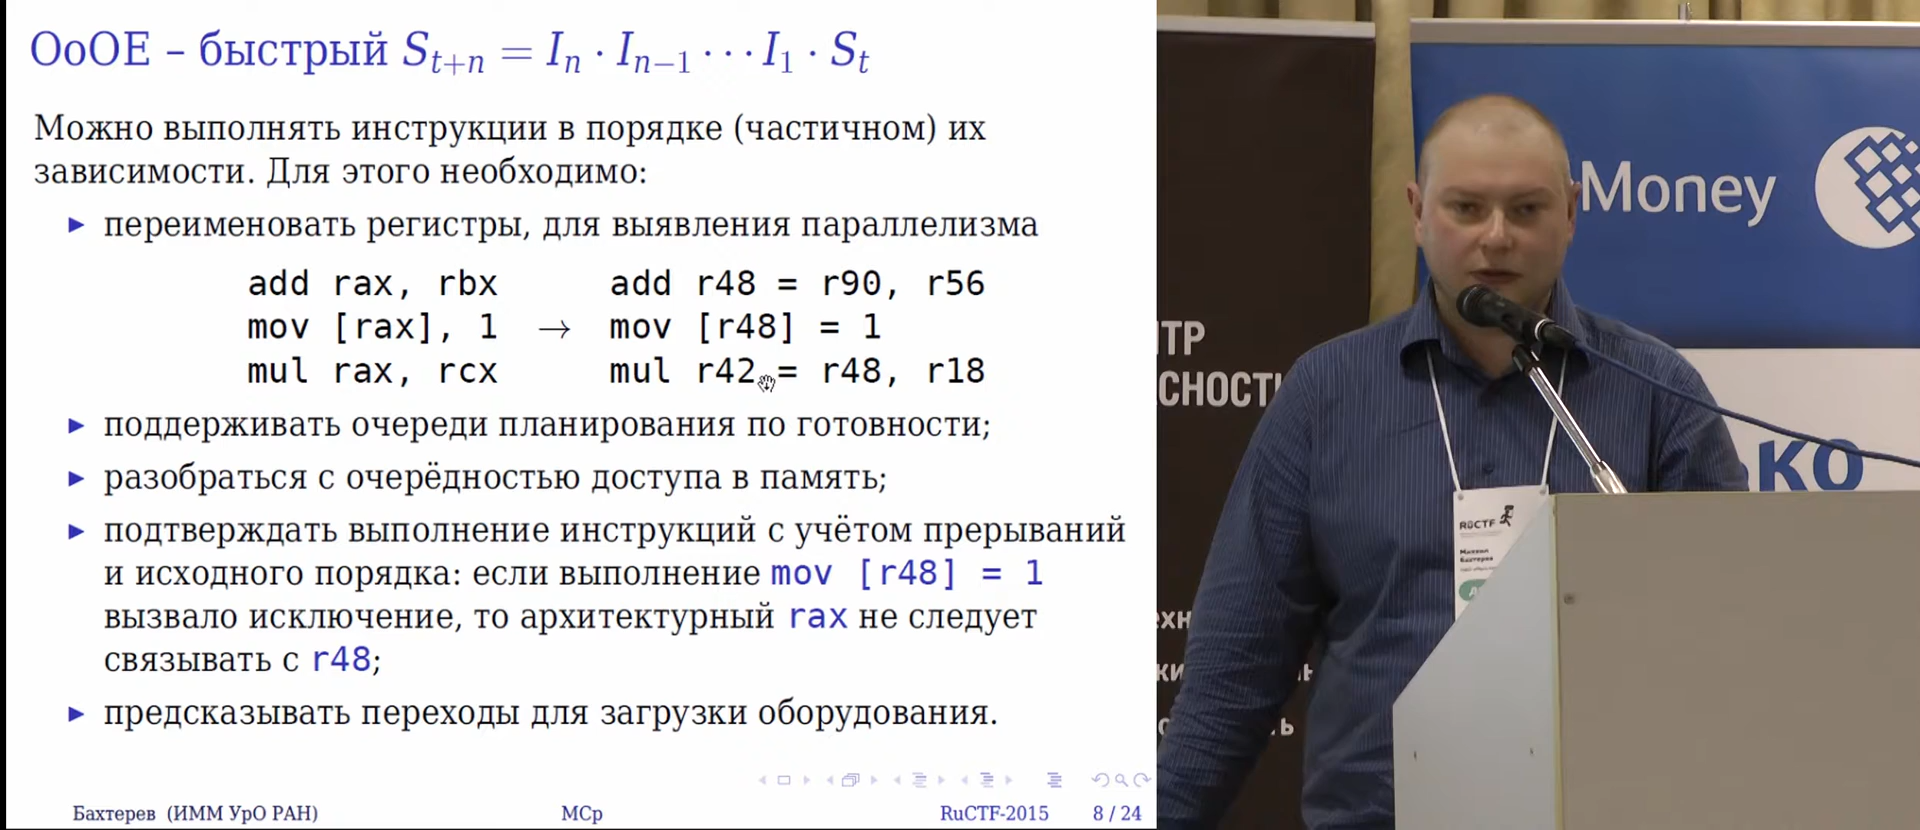 OoOE – быстрый S_{t+n} = I_n · I_{n−1} ··· I_1 · S_t
Можно выполнять инструкции в порядке (частичном) их
зависимости. Для этого необходимо:
▶ переименовать регистры, для выявления параллелизма
add rax, rbx add r48 = r90, r56
mov [rax], 1 → mov [r48] = 1
mul rax, rcx mul r42 = r48, r18
▶ поддерживать очереди планирования по готовности;
▶ разобраться с очерёдностью доступа в память;
▶ подтверждать выполнение инструкций с учётом прерываний
и исходного порядка: если выполнение mov [r48] = 1
вызвало исключение, то архитектурный rax не следует
связывать с r48;
▶ предсказывать переходы для загрузки оборудования.
Бахтерев (ИММ УрО РАН) МСр RuCTF-2015 8 / 24
Money
ТР
СНОСТ
ко
RUCTF
Михаил
Бахтерев